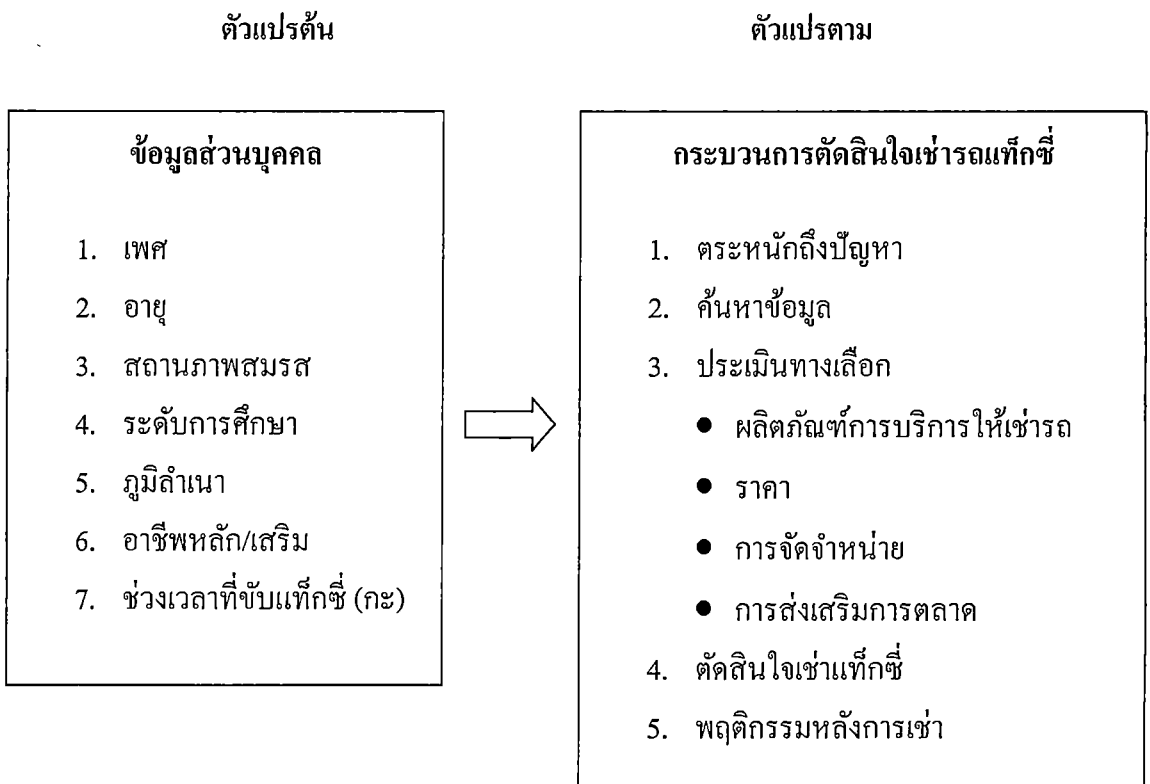 ตัวแปรต้น
ตัวแปรตาม
ข้อมูลส่วนบุคคล
1. เพศ
2. อายุ
3. สถานภาพสมรส
4. ระดับการศึกษา
5. ภูมิลำเนา
6. อาชีพหลัก/เสริม
7. ช่วงเวลาที่ขับแท็กซี่ (กะ)
กระบวนการตัดสินใจเช่ารถแท็กซี่
1. ตระหนักถึงปัญหา
2. ค้นหาข้อมูล
3. ประเมินทางเลือก
● ผลิตภัณฑ์การบริการให้เช่ารถ
● ราคา
● การจัดจำหน่าย
● การส่งเสริมการตลาด
4. ตัดสินใจเช่าแท็กซี่
5. พฤติกรรมหลังการเช่า